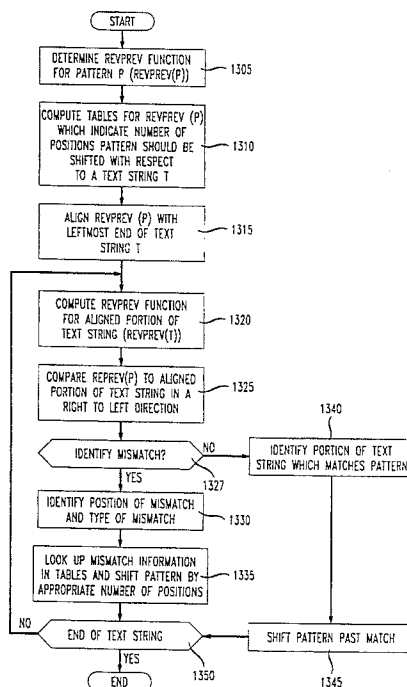 START
DETERMINE REVPREV FUNCTION
FOR PATTERN P (REVPREV(P))
1305
COMPUTE TABLES FOR REVPREV (P)
WHICH INDICATE NUMBER OF
POSITIONS PATTERN SHOULD BE
SHIFTED WITH RESPECT
TO A TEXT STRING T
1310
ALIGN REVPREV (P) WITH
LEFTMOST END OF TEXT
STRING T
1315
COMPUTE REVPREV FUNCTION
FOR ALIGNED PORTION OF
TEXT STRING (REVPREV(T))
1320
COMPARE REPREV(P) TO ALIGNED
PORTION OF TEXT STRING IN A
RIGHT TO LEFT DIRECTION
1325
IDENTIFY MISMATCH?
1327
NO
YES
1340
IDENTIFY PORTION OF TEXT
STRING WHICH MATCHES PATTERN
IDENTIFY POSITION OF MISMATCH
AND TYPE OF MISMATCH
1330
LOOK UP MISMATCH INFORMATION
IN TABLES AND SHIFT PATTERN BY
APPROPRIATE NUMBER OF POSITIONS
1335
NO
END OF TEXT STRING
1350
YES
SHIFT PATTERN PAST MATCH
1345
END